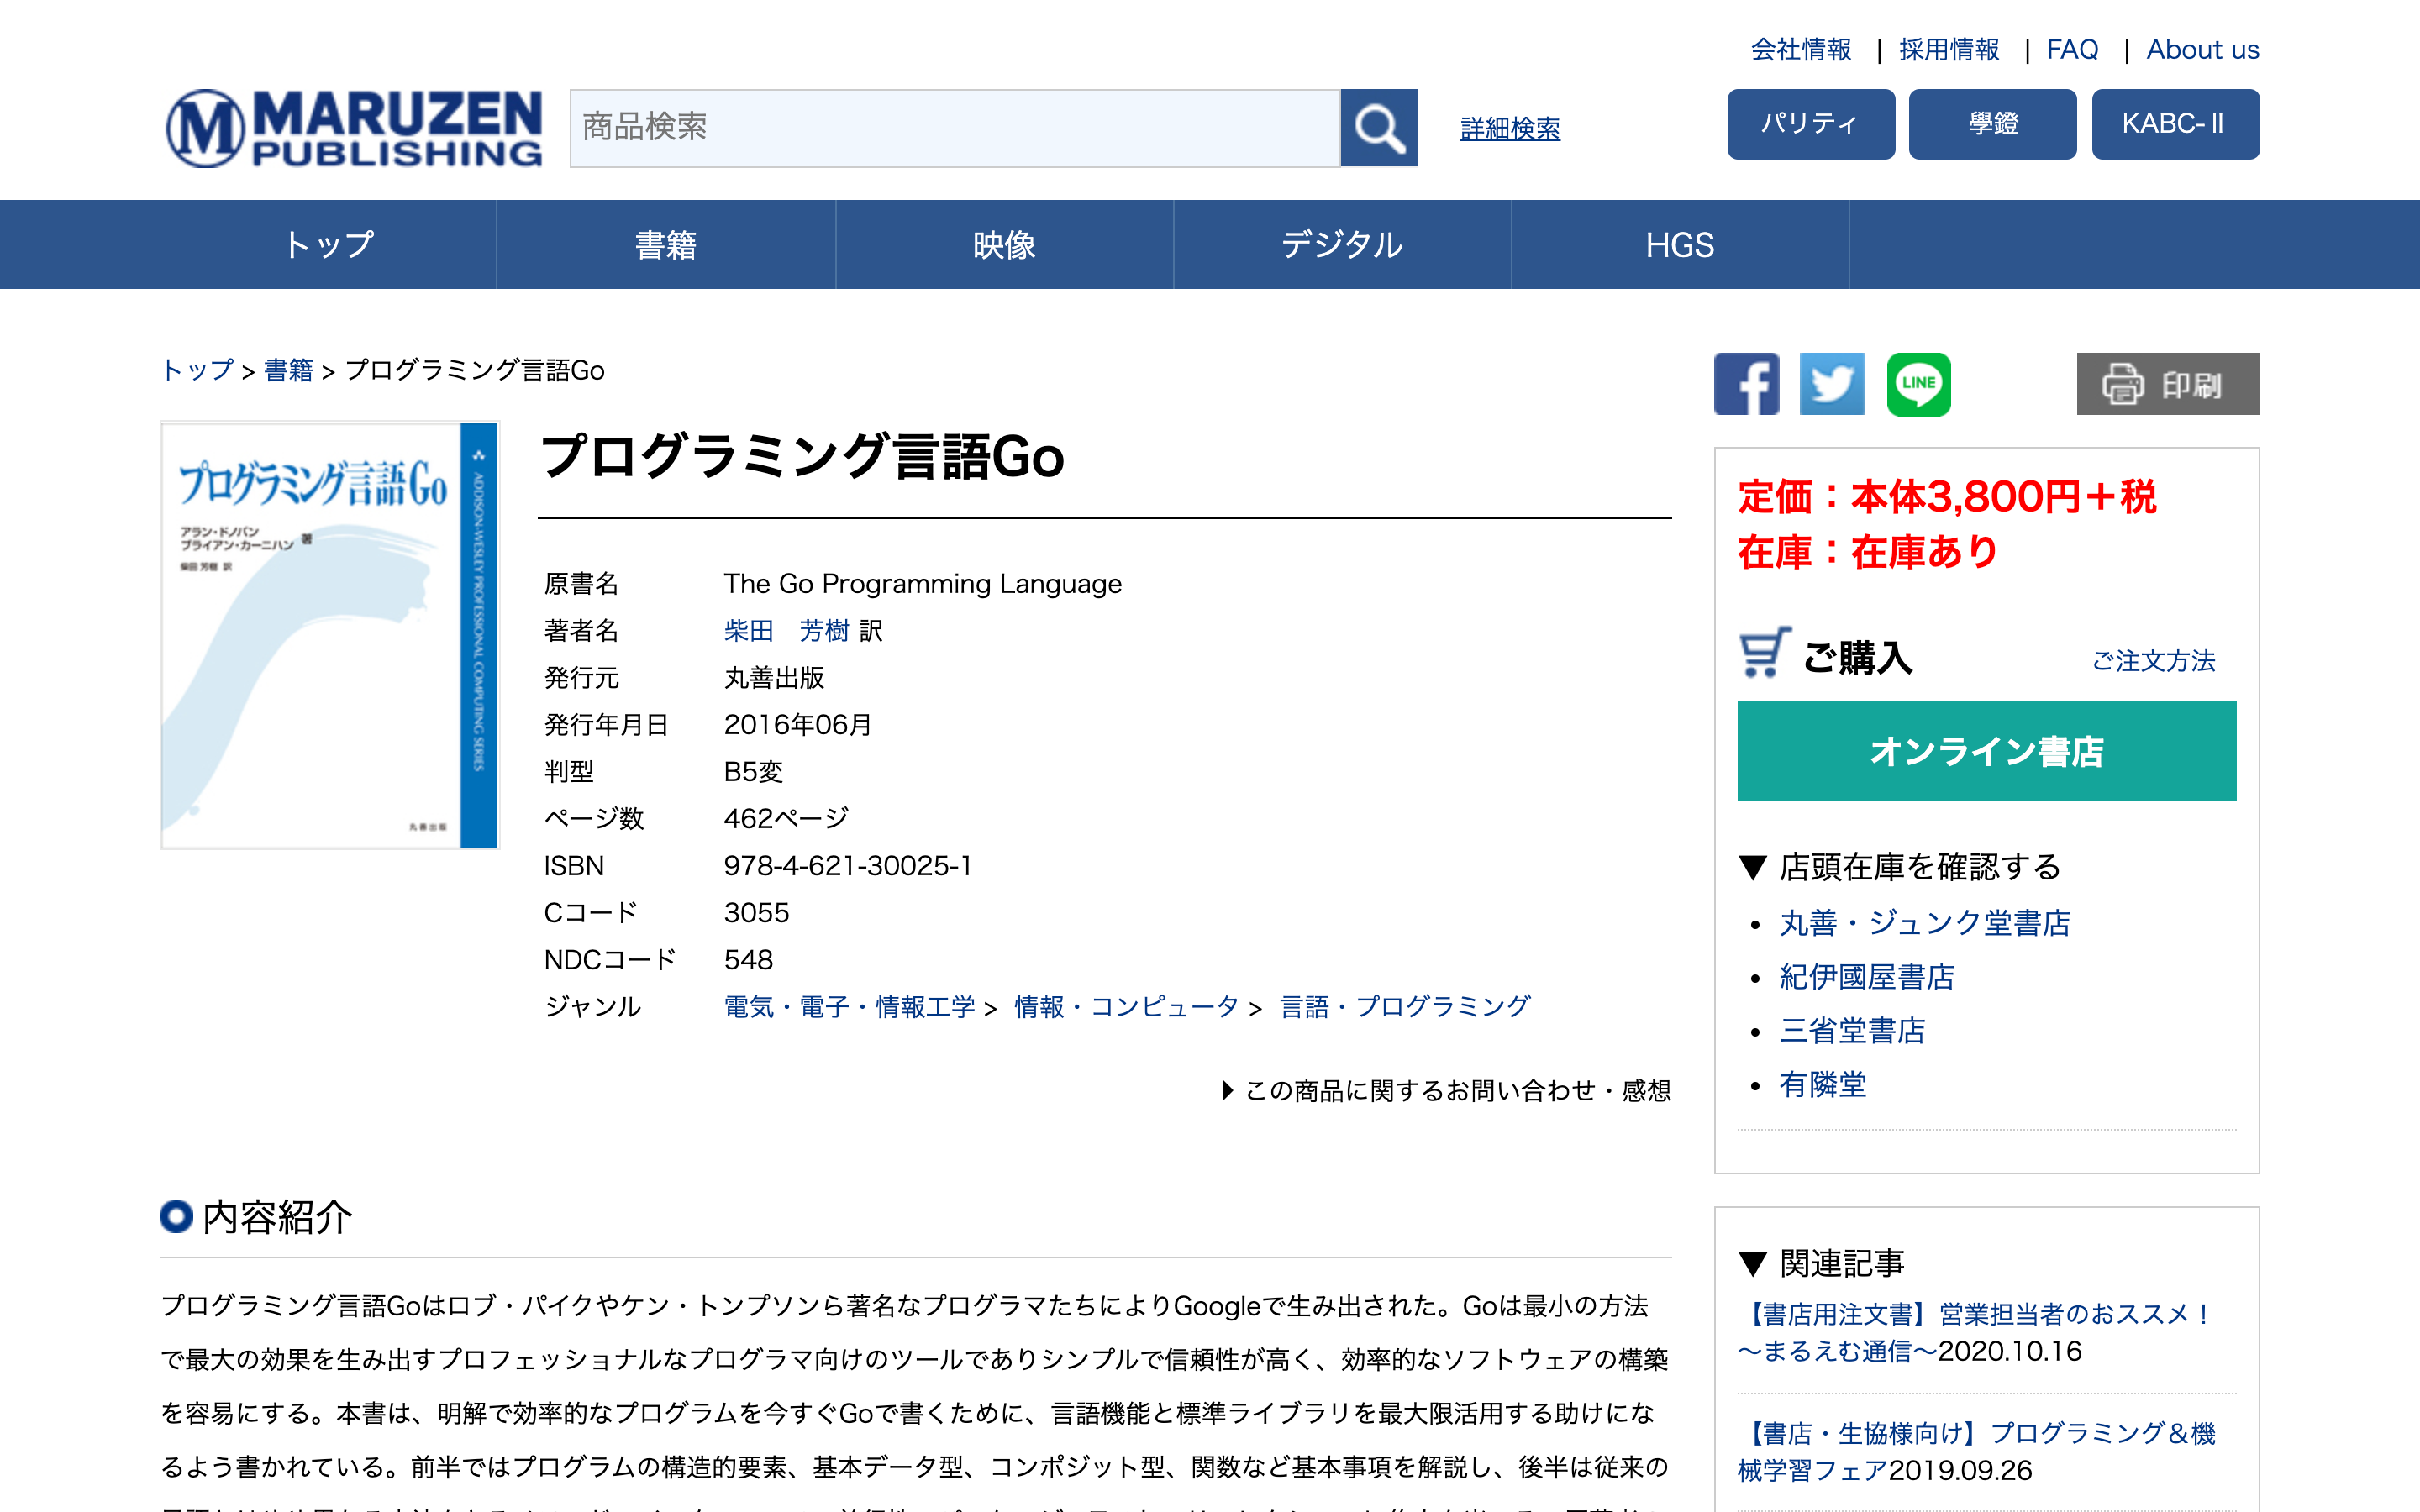 会社情報 | 採用情報 | FAQ | About us
MARUZEN
PUBLISHING
商品検索
詳細検索
パリティ
學鐙
KABC-Ⅱ
トップ
書籍
映像
デジタル
HGS
トップ > 書籍 > プログラミング言語Go
プログラミング言語Go
アラン・ドノバン
ブライアン・カーニハン 著
柴田 芳樹 訳
ADDISON-WESLEY PROFESSIONAL COMPUTING SERIES
丸善出版
プログラミング言語Go
原書名 The Go Programming Language
著者名 柴田　芳樹 訳
発行元 丸善出版
発行年月日 2016年06月
判型 B5変
ページ数 462ページ
ISBN 978-4-621-30025-1
Cコード 3055
NDCコード 548
ジャンル 電気・電子・情報工学 > 情報・コンピュータ > 言語・プログラミング
この商品に関するお問い合わせ・感想
内容紹介
プログラミング言語Goはロブ・パイクやケン・トンプソンら著名なプログラマたちによりGoogleで生み出された。Goは最小の方法
で最大の効果を生み出すプロフェッショナルなプログラマ向けのツールでありシンプルで信頼性が高く、効率的なソフトウェアの構築
を容易にする。本書は、明解で効率的なプログラムを今すぐGoで書くために、言語機能と標準ライブラリを最大限活用する助けにな
るよう書かれている。前半ではプログラムの構造的要素、基本データ型、コンポジット型、関数など基本事項を解説し、後半は従来の
LINE
印刷
定価：本体3,800円＋税
在庫：在庫あり
ご購入
ご注文方法
オンライン書店
▼ 店頭在庫を確認する
• 丸善・ジュンク堂書店
• 紀伊國屋書店
• 三省堂書店
• 有隣堂
▼ 関連記事
【書店用注文書】営業担当者のおススメ！
～まるえむ通信～2020.10.16
【書店・生協様向け】プログラミング＆機
械学習フェア2019.09.26